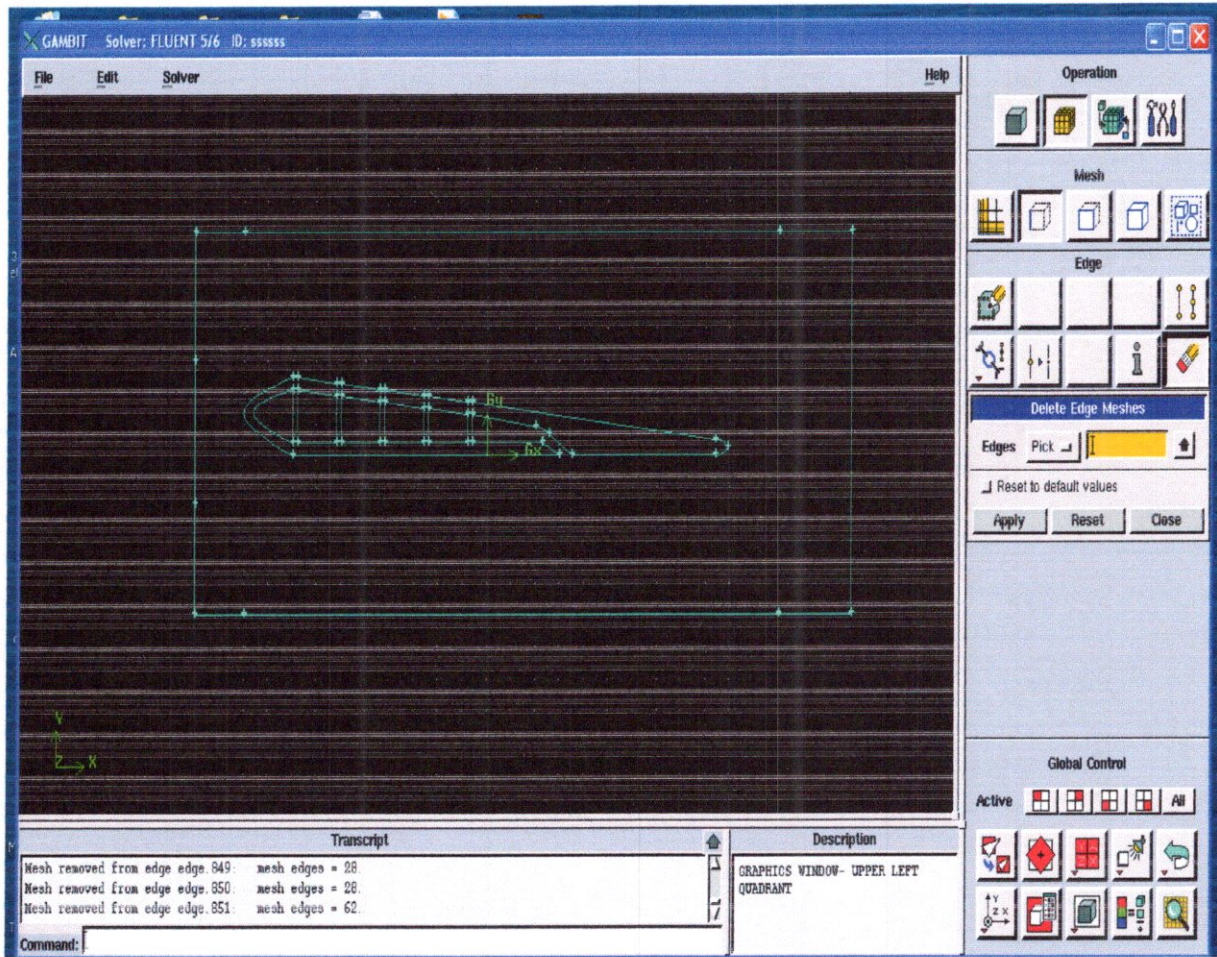 GAMBIT Solver: FLUENT 5/6 ID: ssssss
File Edit Solver Help
Operation
Mesh
Edge
Delete Edge Meshes
Edges Pick
Reset to default values
Apply Reset Close
Gy
Gx
Y
Z X
Global Control
Active All
Transcript
Mesh removed from edge edge.849: mesh edges = 28.
Mesh removed from edge edge.850: mesh edges = 28.
Mesh removed from edge edge.851: mesh edges = 62.
Command:
Description
GRAPHICS WINDOW- UPPER LEFT
QUADRANT
Y
Z X